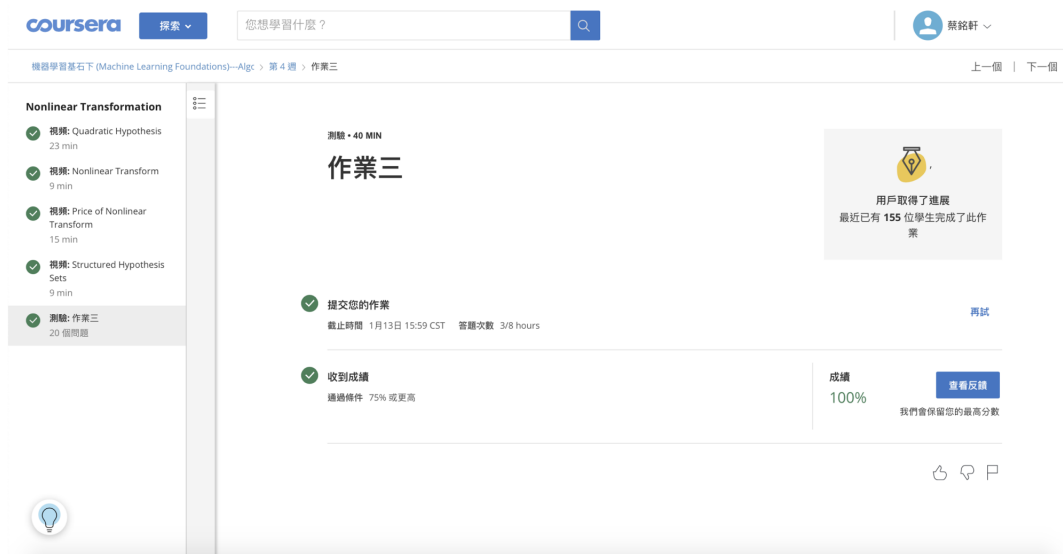 coursera
探索
您想學習什麼？
蔡銘軒
機器學習基石下 (Machine Learning Foundations)---Algc > 第 4 週 > 作業三
上一個 | 下一個
Nonlinear Transformation
視頻: Quadratic Hypothesis
23 min
視頻: Nonlinear Transform
9 min
視頻: Price of Nonlinear
Transform
15 min
視頻: Structured Hypothesis
Sets
9 min
測驗: 作業三
20 個問題
測驗 • 40 MIN
作業三
用戶取得了進展
最近已有 155 位學生完成了此作
業
提交您的作業
截止時間 1月13日 15:59 CST 答題次數 3/8 hours
再試
收到成績
通過條件 75% 或更高
成績
100%
查看反饋
我們會保留您的最高分數